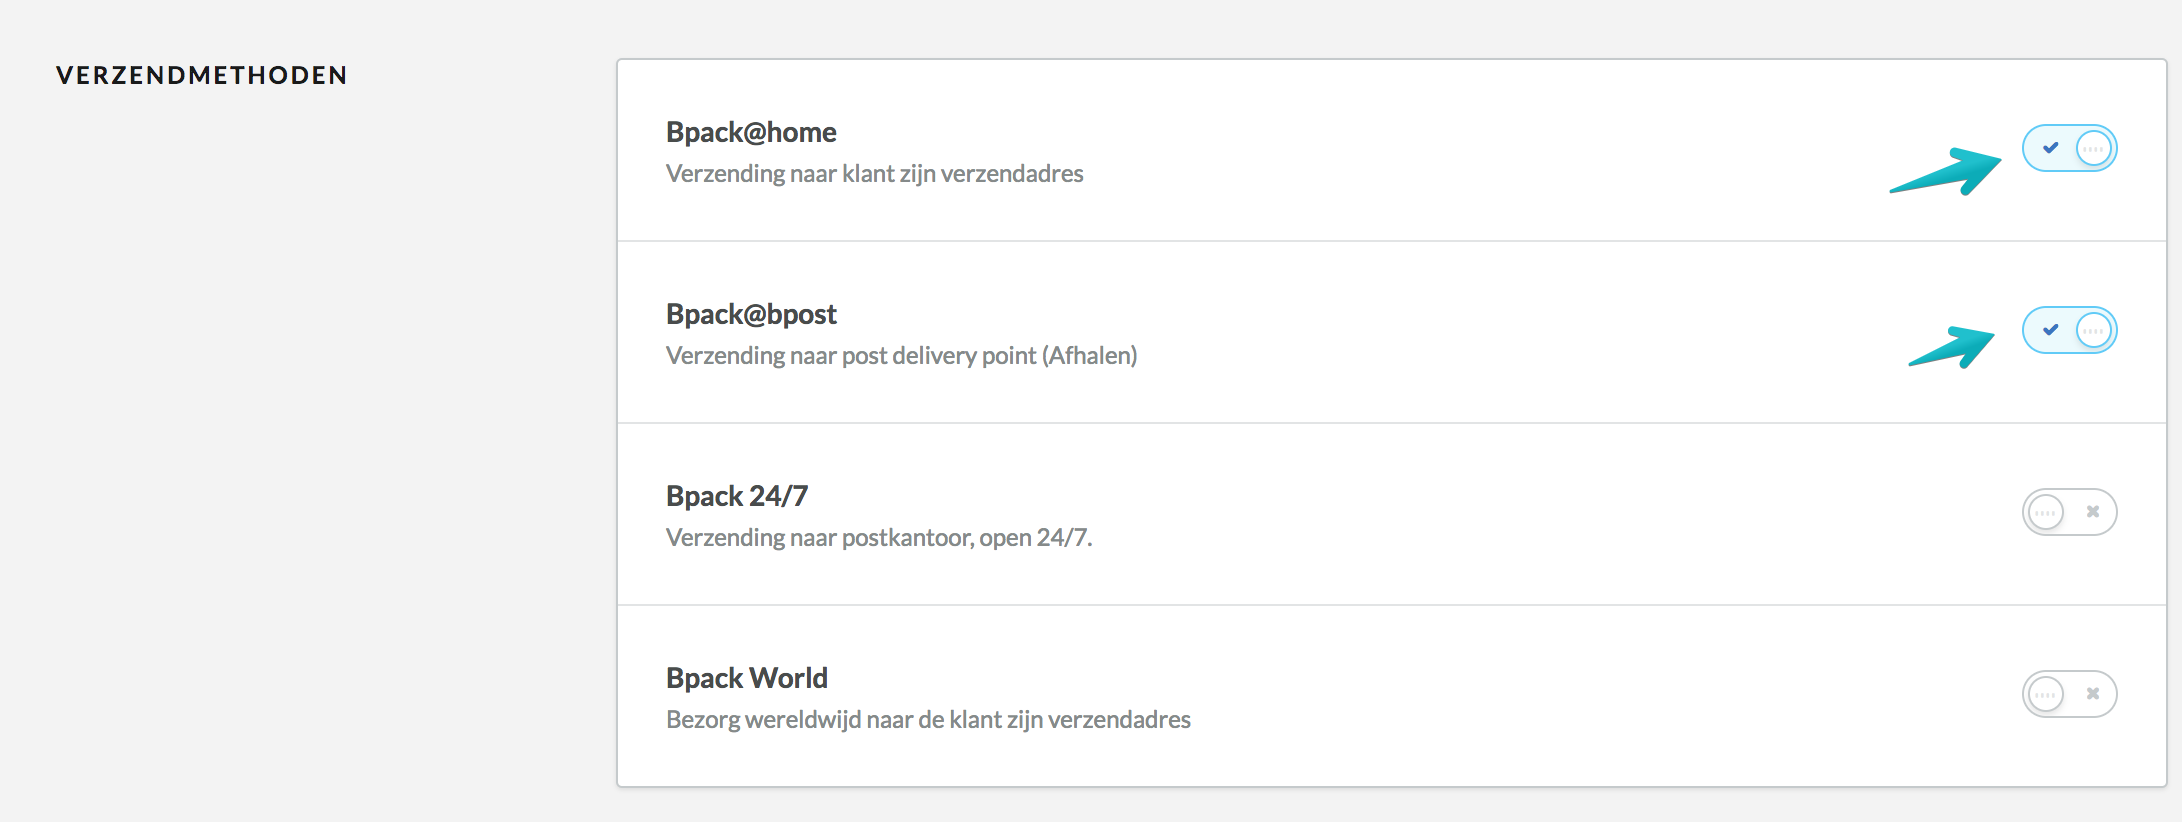 VERZENDMETHODEN
Bpack@home
Verzending naar klant zijn verzendadres
Bpack@bpost
Verzending naar post delivery point (Afhalen)
Bpack 24/7
Verzending naar postkantoor, open 24/7.
Bpack World
Bezorg wereldwijd naar de klant zijn verzendadres